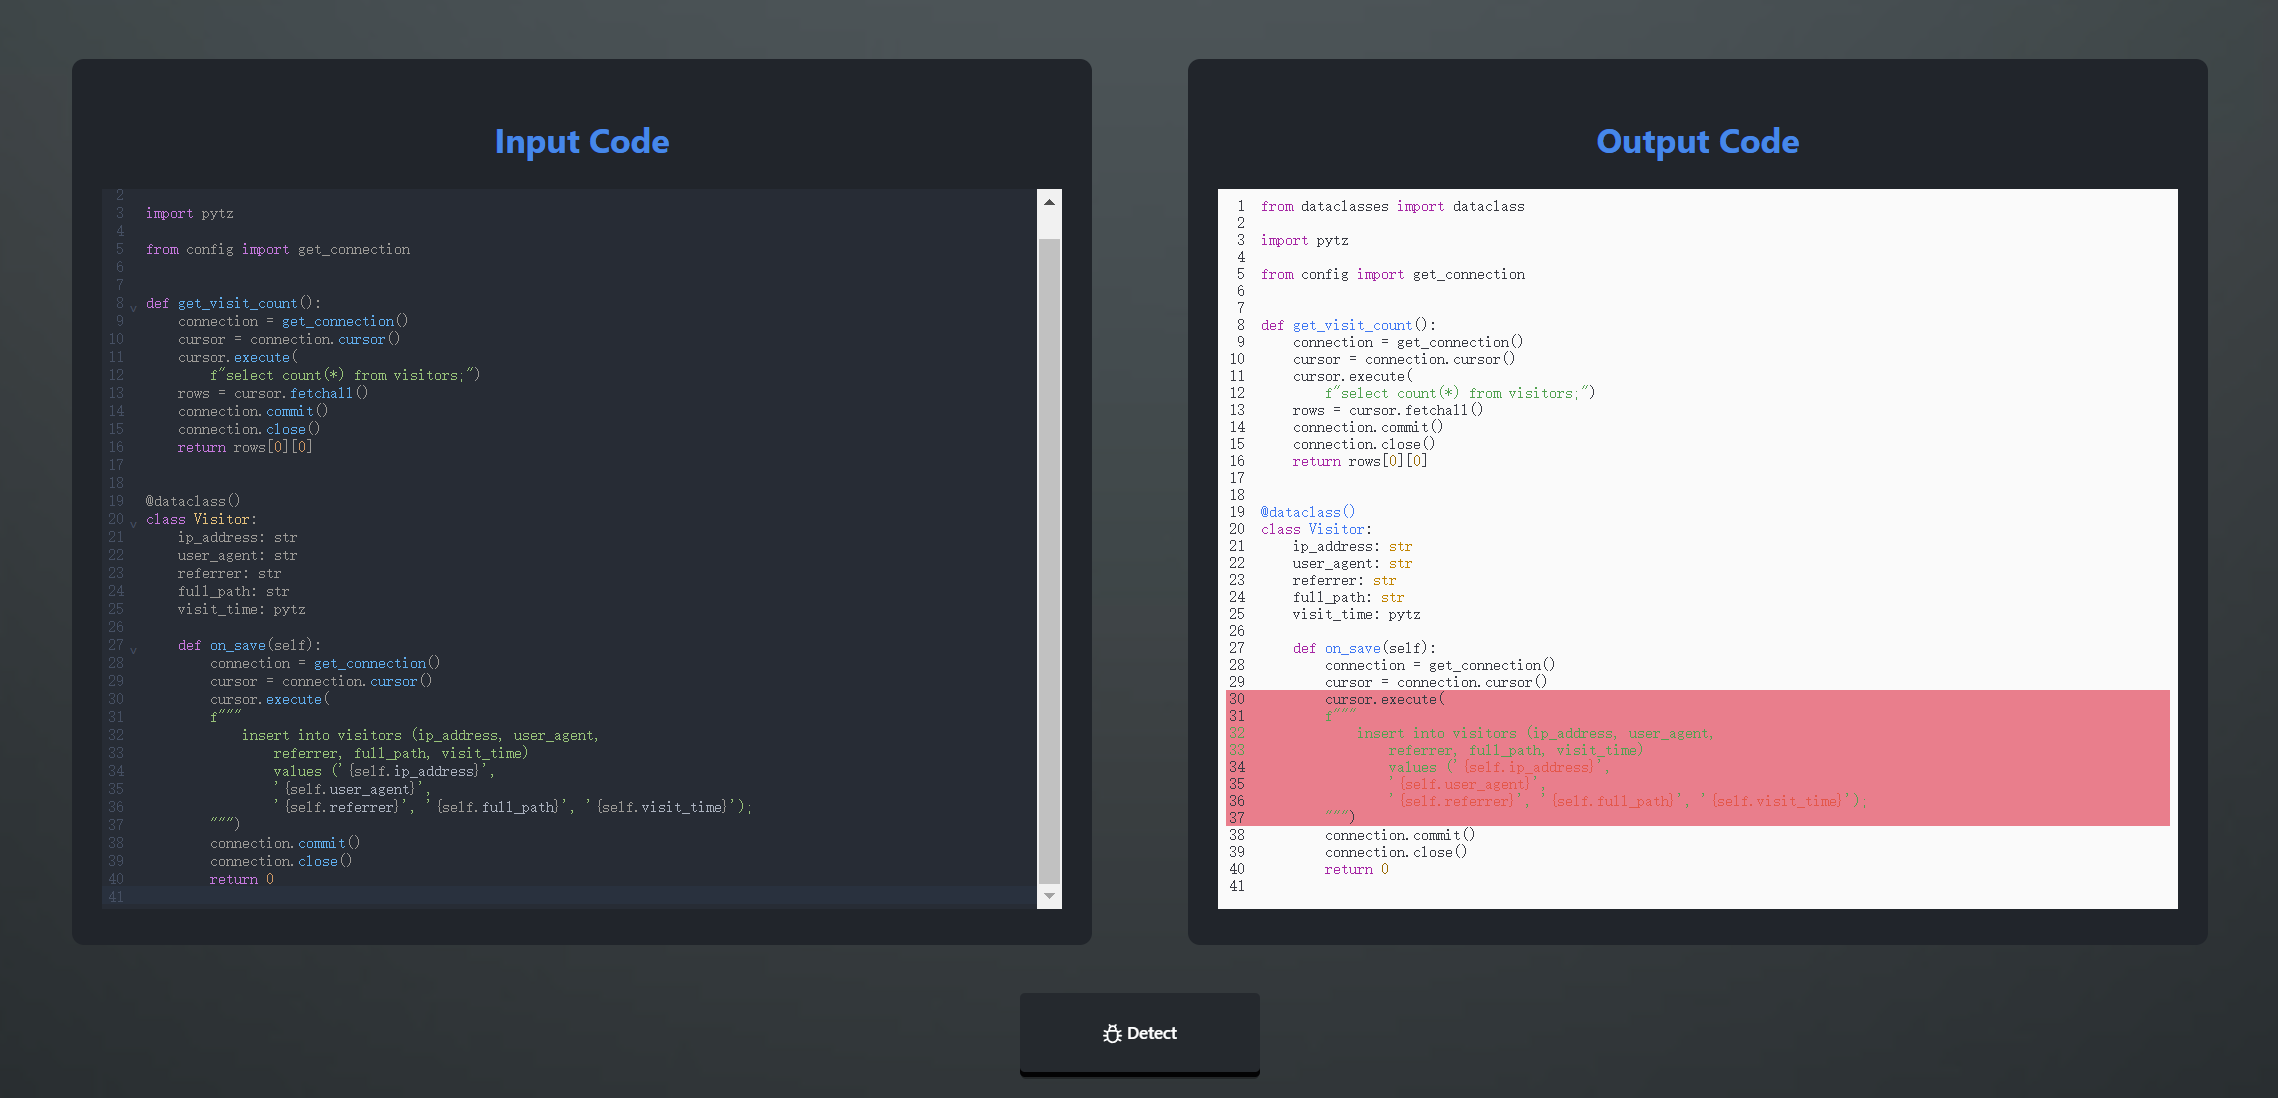 Input Code
2
3 import pytz
4
5 from config import get_connection
6
7
8 def get_visit_count():
9     connection = get_connection()
10     cursor = connection.cursor()
11     cursor.execute(
12         f"select count(*) from visitors;")
13     rows = cursor.fetchall()
14     connection.commit()
15     connection.close()
16     return rows[0][0]
17
18
19 @dataclass()
20 class Visitor:
21     ip_address: str
22     user_agent: str
23     referrer: str
24     full_path: str
25     visit_time: pytz
26
27     def on_save(self):
28         connection = get_connection()
29         cursor = connection.cursor()
30         cursor.execute(
31         f"""
32             insert into visitors (ip_address, user_agent,
33                 referrer, full_path, visit_time)
34                 values ('{self.ip_address}',
35                 '{self.user_agent}',
36                 '{self.referrer}', '{self.full_path}', '{self.visit_time}');
37         """)
38         connection.commit()
39         connection.close()
40         return 0
41
Output Code
1 from dataclasses import dataclass
2
3 import pytz
4
5 from config import get_connection
6
7
8 def get_visit_count():
9     connection = get_connection()
10     cursor = connection.cursor()
11     cursor.execute(
12         f"select count(*) from visitors;")
13     rows = cursor.fetchall()
14     connection.commit()
15     connection.close()
16     return rows[0][0]
17
18
19 @dataclass()
20 class Visitor:
21     ip_address: str
22     user_agent: str
23     referrer: str
24     full_path: str
25     visit_time: pytz
26
27     def on_save(self):
28         connection = get_connection()
29         cursor = connection.cursor()
30         cursor.execute(
31         f"""
32             insert into visitors (ip_address, user_agent,
33                 referrer, full_path, visit_time)
34                 values ('{self.ip_address}',
35                 '{self.user_agent}',
36                 '{self.referrer}', '{self.full_path}', '{self.visit_time}');
37         """)
38         connection.commit()
39         connection.close()
40         return 0
41
Detect